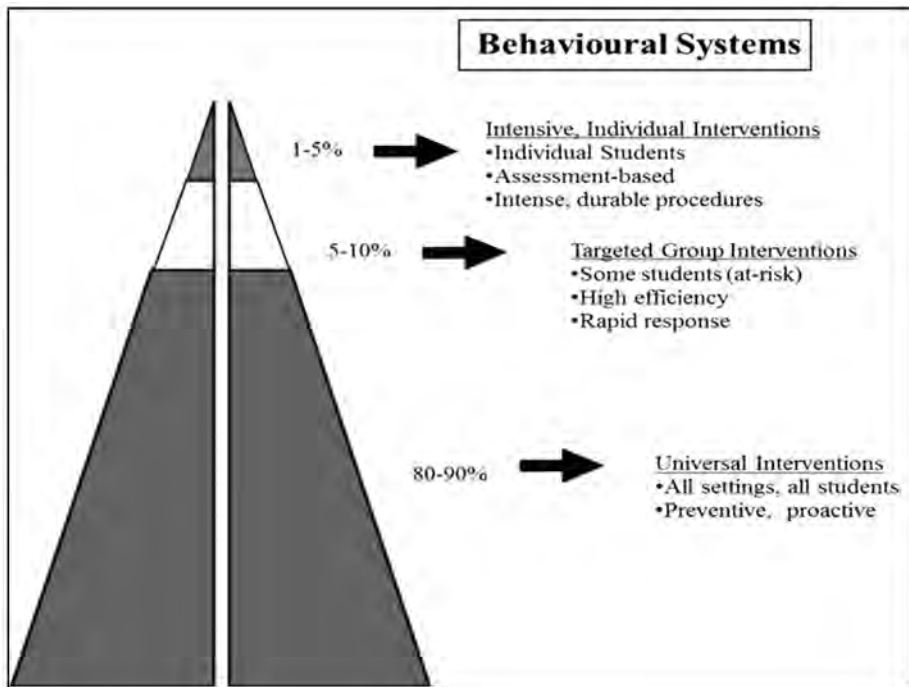 Behavioural Systems
1-5%
Intensive, Individual Interventions
•Individual Students
•Assessment-based
•Intense, durable procedures
5-10%
Targeted Group Interventions
•Some students (at-risk)
•High efficiency
•Rapid response
80-90%
Universal Interventions
•All settings, all students
•Preventive, proactive